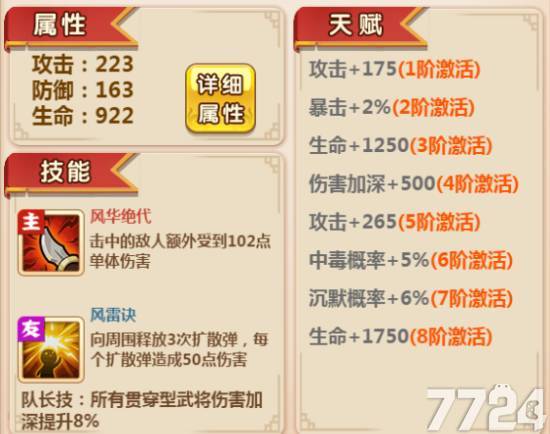 属性
攻击：223
防御：163
生命：922
详细
属性
技能
主
风华绝代
击中的敌人额外受到102点
单体伤害
友
风雷诀
向周围释放3次扩散弹，每
个扩散弹造成50点伤害
队长技：所有贯穿型武将伤害加
深提升8%
天赋
攻击+175(1阶激活)
暴击+2%(2阶激活)
生命+1250(3阶激活)
伤害加深+500(4阶激活)
攻击+265(5阶激活)
中毒概率+5%(6阶激活)
沉默概率+6%(7阶激活)
生命+1750(8阶激活)
7724